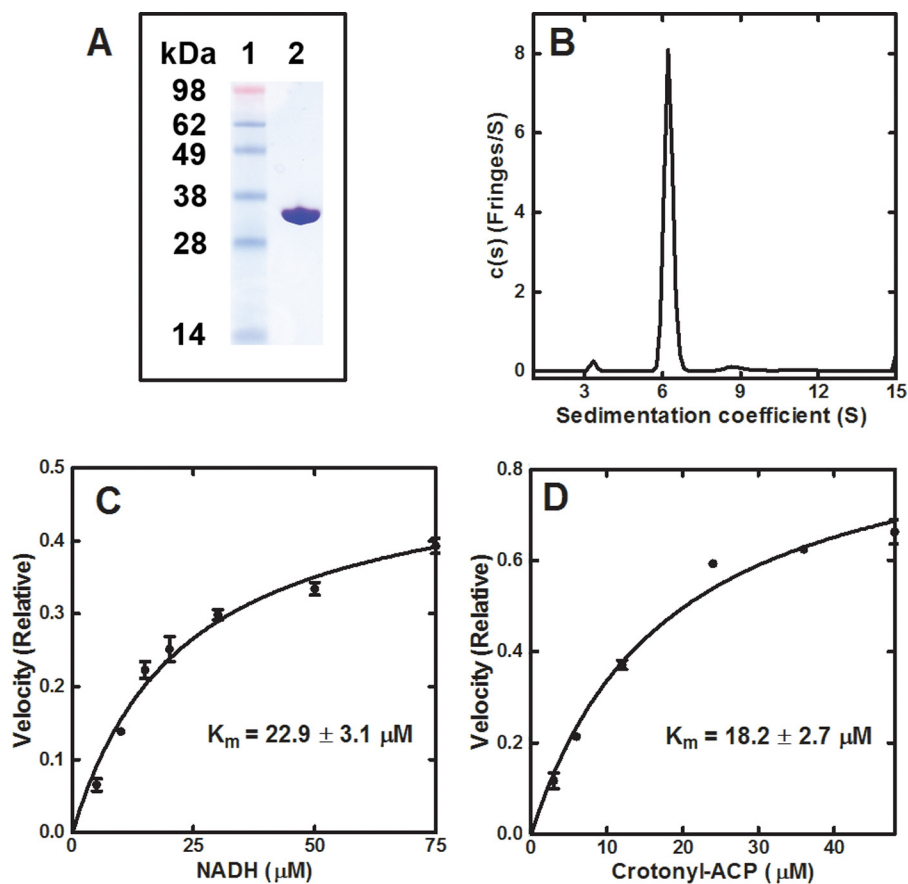 A
kDa 1 2
98
62
49
38
28
14
B
c(s) (Fringes/S)
8
6
4
2
0
3 6 9 12 15
Sedimentation coefficient (S)
C
Velocity (Relative)
0.5
0.4
0.3
0.2
0.1
0.0
Km = 22.9 ± 3.1 μM
0 25 50 75
NADH (μM)
D
Velocity (Relative)
0.8
0.6
0.4
0.2
0.0
Km = 18.2 ± 2.7 μM
0 10 20 30 40
Crotonyl-ACP ( μM)